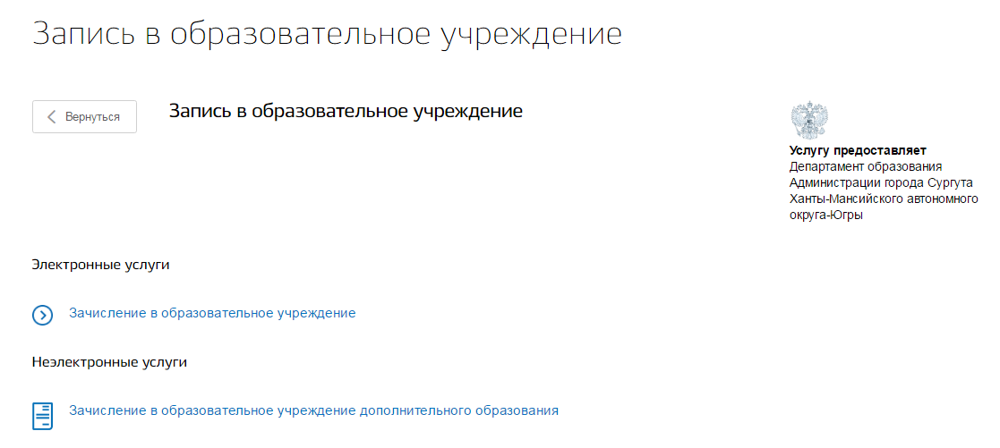 Запись в образовательное учреждение
Вернуться
Запись в образовательное учреждение
Услугу предоставляет
Департамент образования
Администрации города Сургута
Ханты-Мансийского автономного
округа-Югры
Электронные услуги
Зачисление в образовательное учреждение
Неэлектронные услуги
Зачисление в образовательное учреждение дополнительного образования